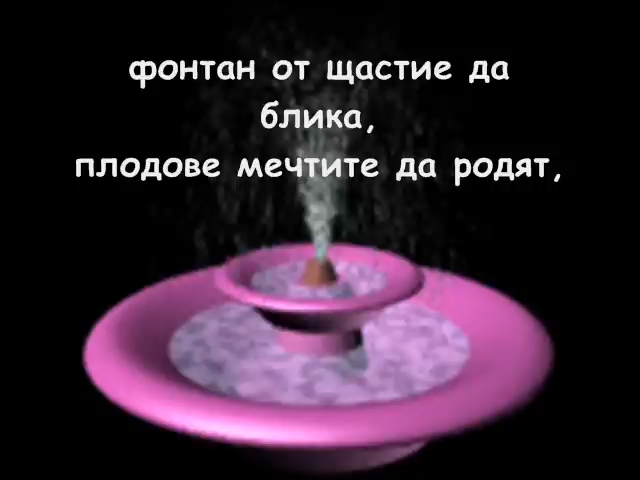 фонтан от щастие да
блика,
плодове мечтите да родят,